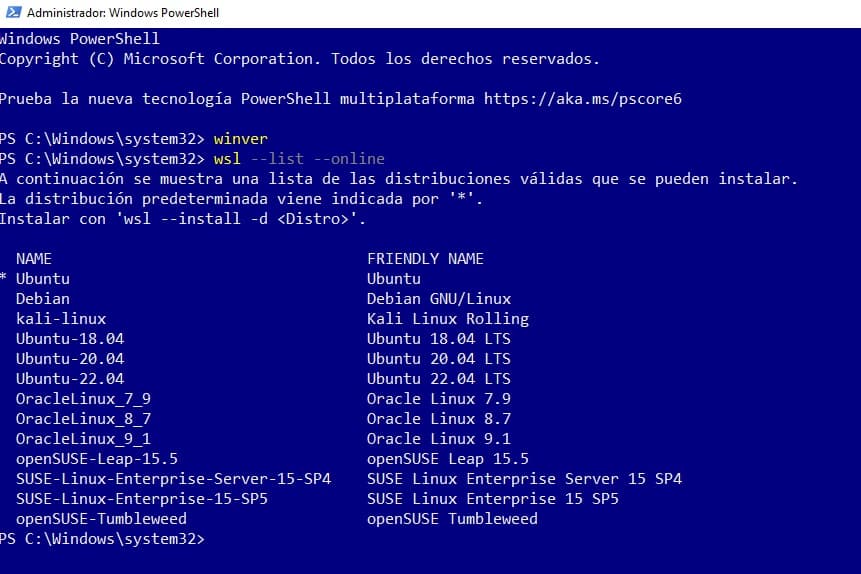 Administrador: Windows PowerShell
Windows PowerShell
Copyright (C) Microsoft Corporation. Todos los derechos reservados.
Prueba la nueva tecnología PowerShell multiplataforma https://aka.ms/pscore6
PS C:\Windows\system32> winver
PS C:\Windows\system32> wsl --list --online
A continuación se muestra una lista de las distribuciones válidas que se pueden instalar.
La distribución predeterminada viene indicada por '*'.
Instalar con 'wsl --install -d <Distro>'.
NAME FRIENDLY NAME
* Ubuntu Ubuntu
Debian Debian GNU/Linux
kali-linux Kali Linux Rolling
Ubuntu-18.04 Ubuntu 18.04 LTS
Ubuntu-20.04 Ubuntu 20.04 LTS
Ubuntu-22.04 Ubuntu 22.04 LTS
OracleLinux_7_9 Oracle Linux 7.9
OracleLinux_8_7 Oracle Linux 8.7
OracleLinux_9_1 Oracle Linux 9.1
openSUSE-Leap-15.5 openSUSE Leap 15.5
SUSE-Linux-Enterprise-Server-15-SP4 SUSE Linux Enterprise Server 15 SP4
SUSE-Linux-Enterprise-15-SP5 SUSE Linux Enterprise 15 SP5
openSUSE-Tumbleweed openSUSE Tumbleweed
PS C:\Windows\system32>